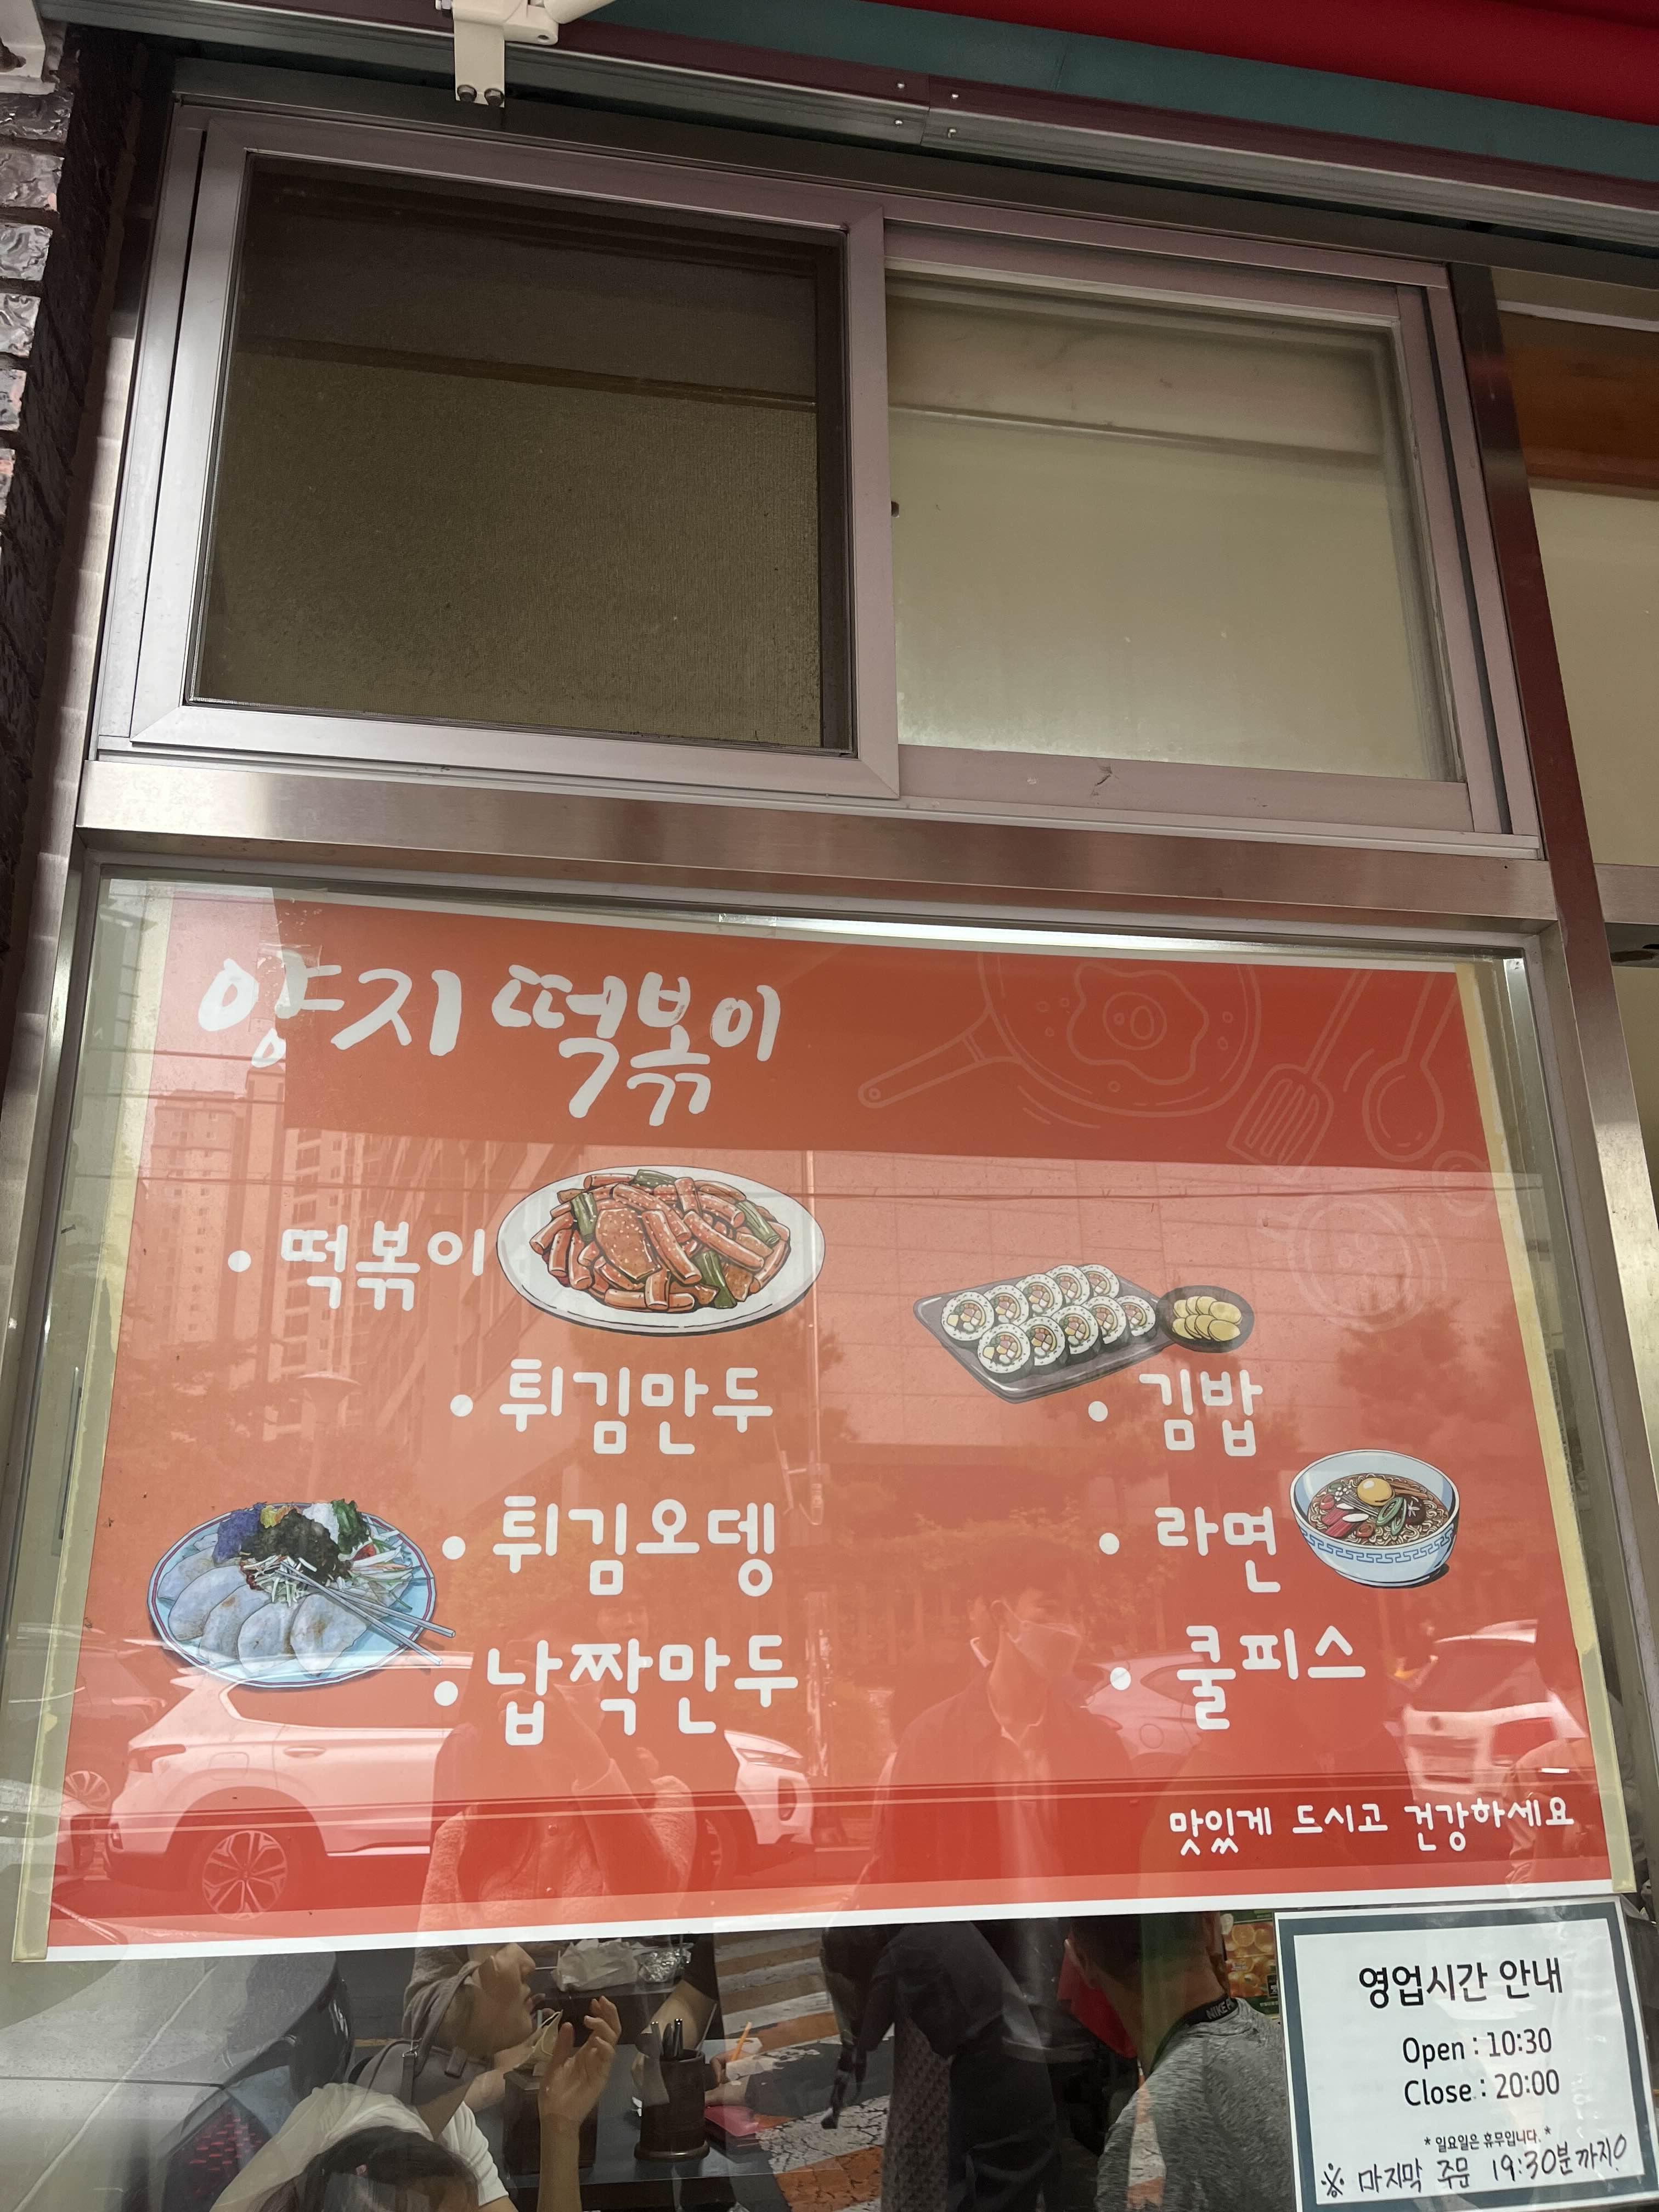 양지 떡볶이
• 떡볶이
• 튀김만두
• 튀김오뎅
• 납짝만두
• 김밥
• 라면
• 쿨피스
맛있게 드시고 건강하세요
영업시간 안내
Open : 10:30
Close : 20:00
* 일요일은 휴무입니다. *
※ 마지막 주문 19:30분까지
NIKE